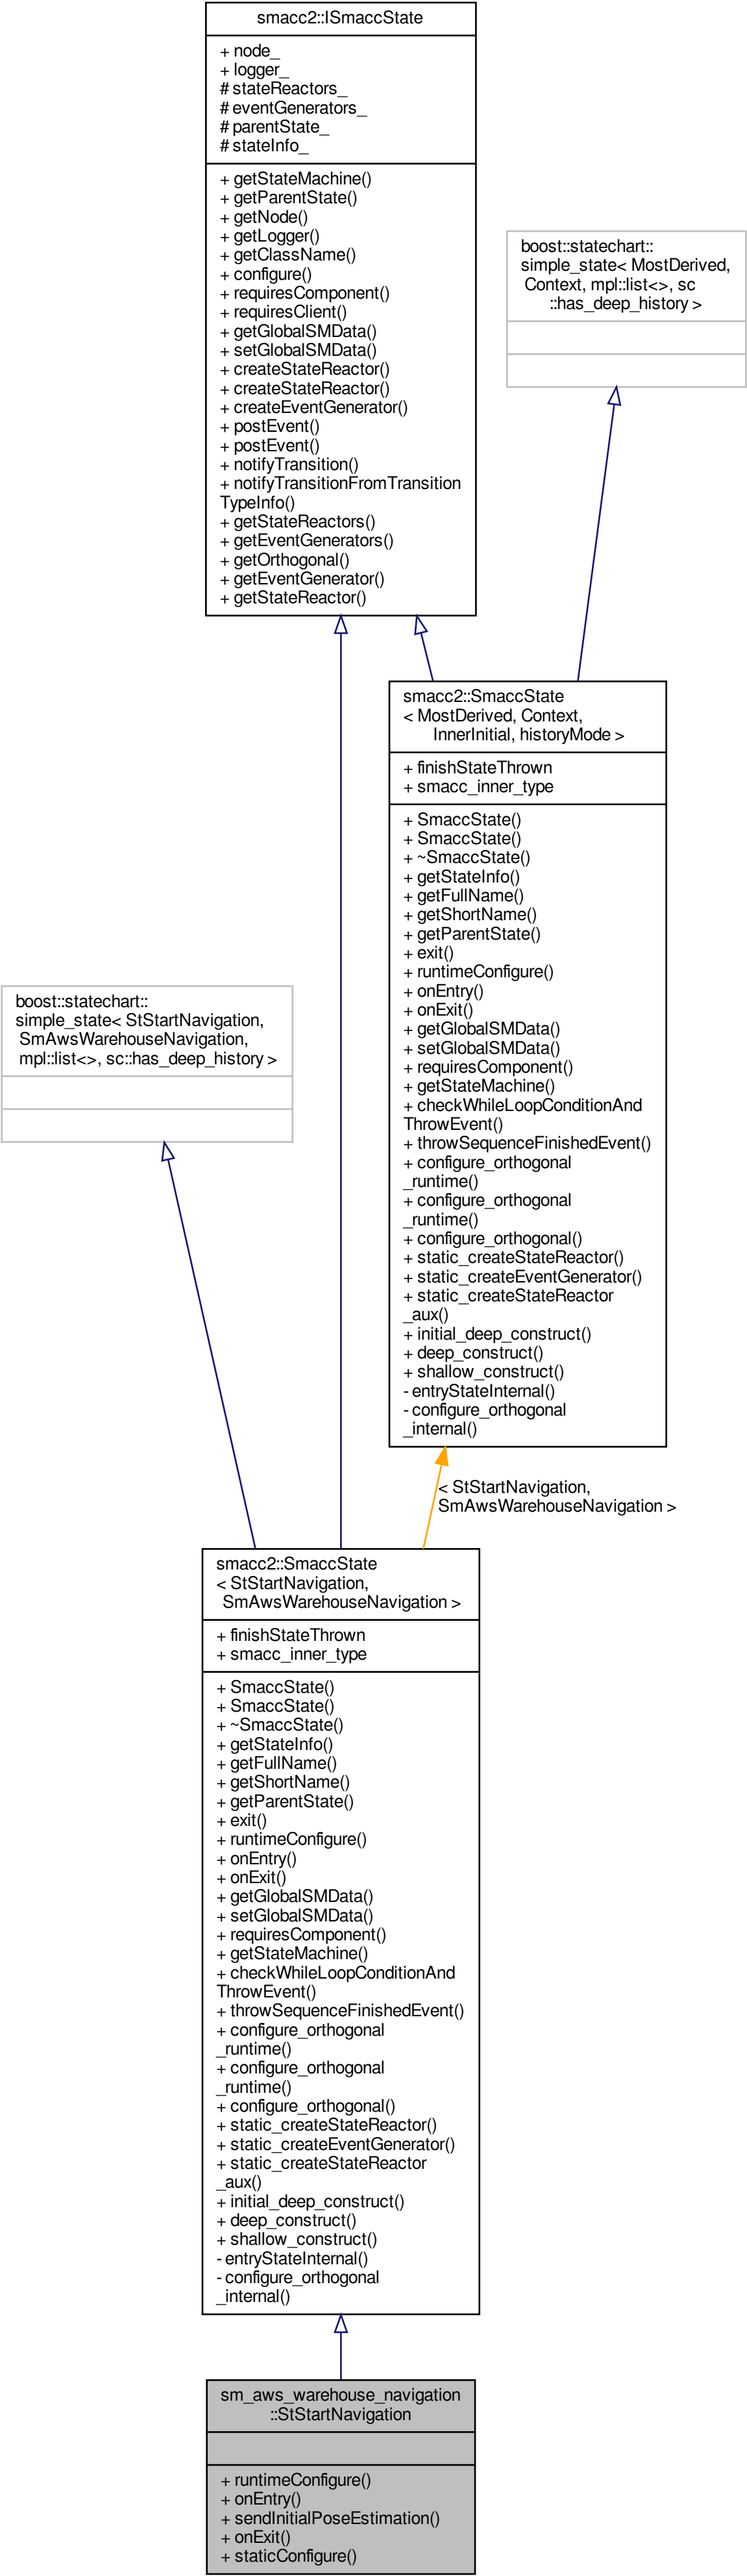 smacc2::ISmaccState
+ node_
+ logger_
# stateReactors_
# eventGenerators_
# parentState_
# stateInfo_
+ getStateMachine()
+ getParentState()
+ getNode()
+ getLogger()
+ getClassName()
+ configure()
+ requiresComponent()
+ requiresClient()
+ getGlobalSMData()
+ setGlobalSMData()
+ createStateReactor()
+ createStateReactor()
+ createEventGenerator()
+ postEvent()
+ postEvent()
+ notifyTransition()
+ notifyTransitionFromTransition
TypeInfo()
+ getStateReactors()
+ getEventGenerators()
+ getOrthogonal()
+ getEventGenerator()
+ getStateReactor()
boost::statechart::
simple_state< MostDerived,
Context, mpl::list<>, sc
::has_deep_history >
smacc2::SmaccState
< MostDerived, Context,
InnerInitial, historyMode >
+ finishStateThrown
+ smacc_inner_type
+ SmaccState()
+ SmaccState()
+ ~SmaccState()
+ getStateInfo()
+ getFullName()
+ getShortName()
+ getParentState()
+ exit()
+ runtimeConfigure()
+ onEntry()
+ onExit()
+ getGlobalSMData()
+ setGlobalSMData()
+ requiresComponent()
+ getStateMachine()
+ checkWhileLoopConditionAnd
ThrowEvent()
+ throwSequenceFinishedEvent()
+ configure_orthogonal
_runtime()
+ configure_orthogonal
_runtime()
+ configure_orthogonal()
+ static_createStateReactor()
+ static_createEventGenerator()
+ static_createStateReactor
_aux()
+ initial_deep_construct()
+ deep_construct()
+ shallow_construct()
- entryStateInternal()
- configure_orthogonal
_internal()
boost::statechart::
simple_state< StStartNavigation,
SmAwsWarehouseNavigation,
mpl::list<>, sc::has_deep_history >
< StStartNavigation,
SmAwsWarehouseNavigation >
smacc2::SmaccState
< StStartNavigation,
SmAwsWarehouseNavigation >
+ finishStateThrown
+ smacc_inner_type
+ SmaccState()
+ SmaccState()
+ ~SmaccState()
+ getStateInfo()
+ getFullName()
+ getShortName()
+ getParentState()
+ exit()
+ runtimeConfigure()
+ onEntry()
+ onExit()
+ getGlobalSMData()
+ setGlobalSMData()
+ requiresComponent()
+ getStateMachine()
+ checkWhileLoopConditionAnd
ThrowEvent()
+ throwSequenceFinishedEvent()
+ configure_orthogonal
_runtime()
+ configure_orthogonal
_runtime()
+ configure_orthogonal()
+ static_createStateReactor()
+ static_createEventGenerator()
+ static_createStateReactor
_aux()
+ initial_deep_construct()
+ deep_construct()
+ shallow_construct()
- entryStateInternal()
- configure_orthogonal
_internal()
sm_aws_warehouse_navigation
::StStartNavigation
+ runtimeConfigure()
+ onEntry()
+ sendInitialPoseEstimation()
+ onExit()
+ staticConfigure()